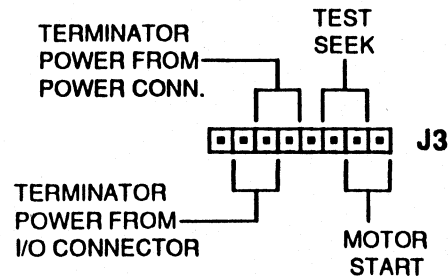 TERMINATOR
POWER FROM
POWER CONN.
TEST
SEEK
J3
TERMINATOR
POWER FROM
I/O CONNECTOR
MOTOR
START